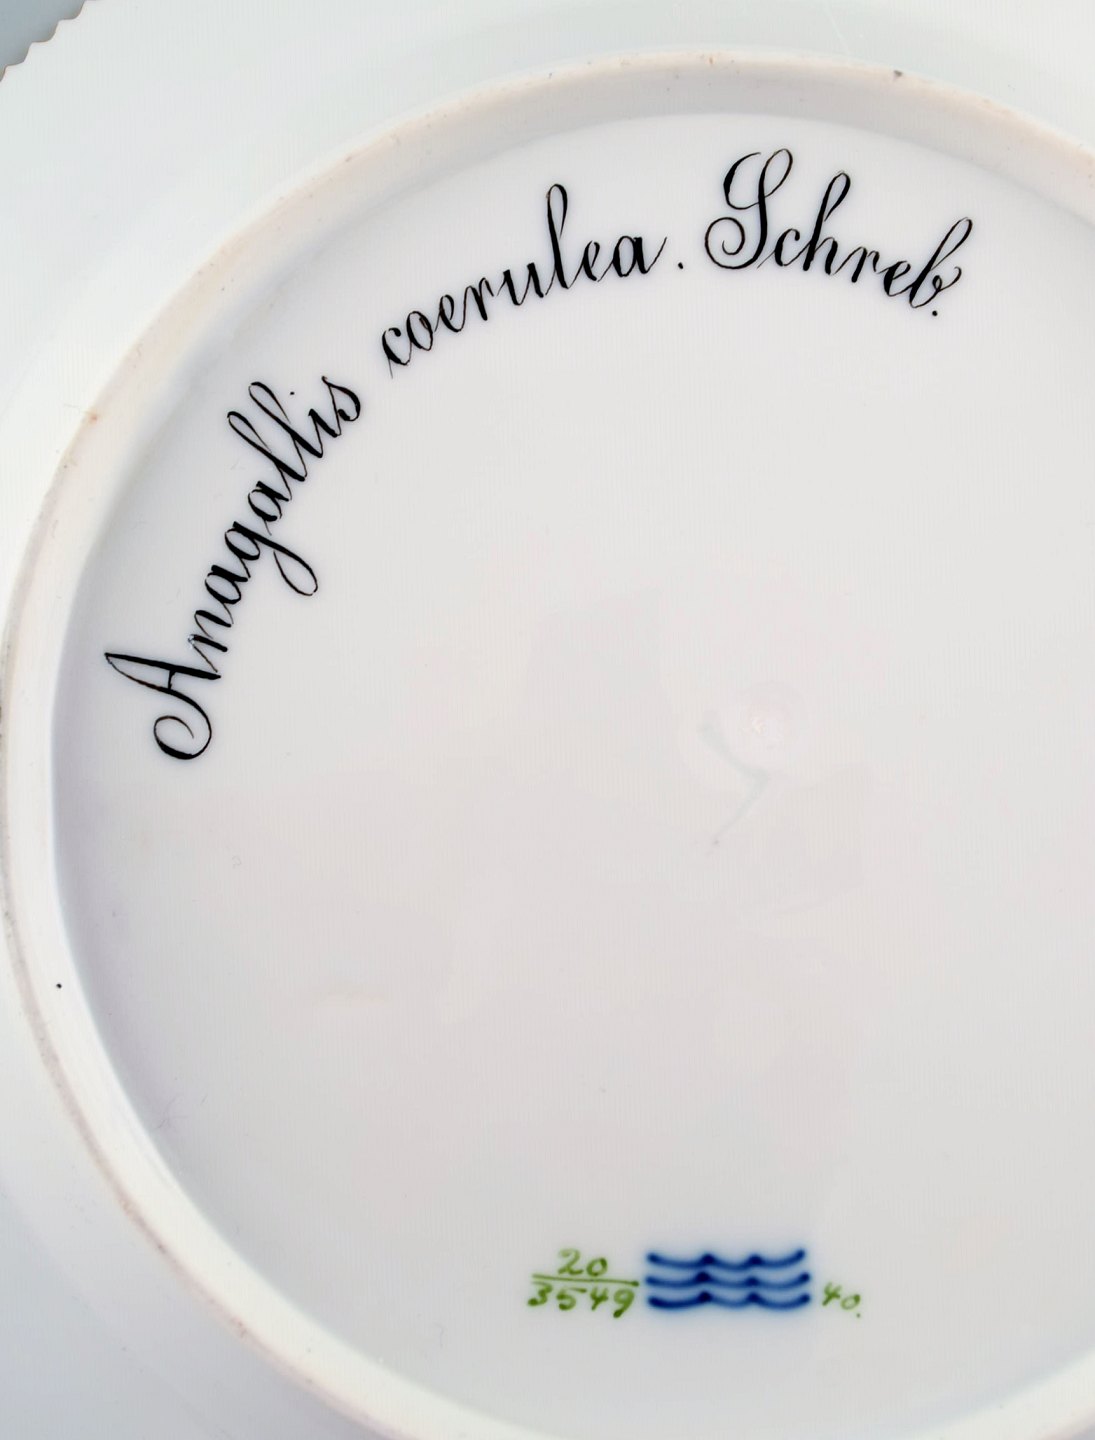 Anagallis coerulea. Schreb.
20
3549
40.